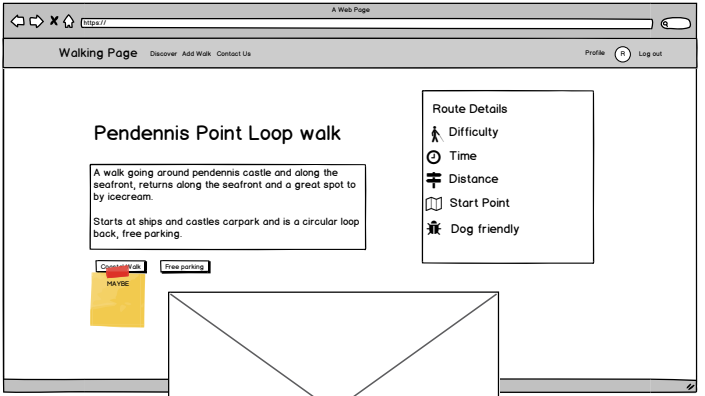 A Web Page
https://
Walking Page Discover Add Walk Contact Us Profile R Log out
Pendennis Point Loop walk
A walk going around pendennis castle and along the
seafront, returns along the seafront and a great spot to
by icecream.
Starts at ships and castles carpark and is a circular loop
back, free parking.
Coastal Walk Free parking
MAYBE
Route Details
Difficulty
Time
Distance
Start Point
Dog friendly